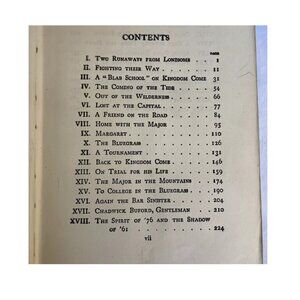 CONTENTS
PAGE
I. Two Runaways from Lonesome . . . . 1
II. Fighting their Way . . . . . . . 11
III. A "Blab School" on Kingdom Come 31
IV. The Coming of the Tide . . . . . 54
V. Out of the Wilderness . . . . . . 66
VI. Lost at the Capital . . . . . . . 77
VII. A Friend on the Road . . . . . . 84
VIII. Home with the Major . . . . . . 95
IX. Margaret . . . . . . . . . . . 110
X. The Bluegrass . . . . . . . . . 126
XI. A Tournament . . . . . . . . . 131
XII. Back to Kingdom Come . . . . . 146
XIII. On Trial for his Life . . . . . . 159
XIV. The Major in the Mountains . . . 174
XV. To College in the Bluegrass . . . 190
XVI. Again the Bar Sinister . . . . . 204
XVII. Chadwick Buford, Gentleman . . . 210
XVIII. The Spirit of '76 and the Shadow
of '61 . . . . . . . . . . . 224
vii